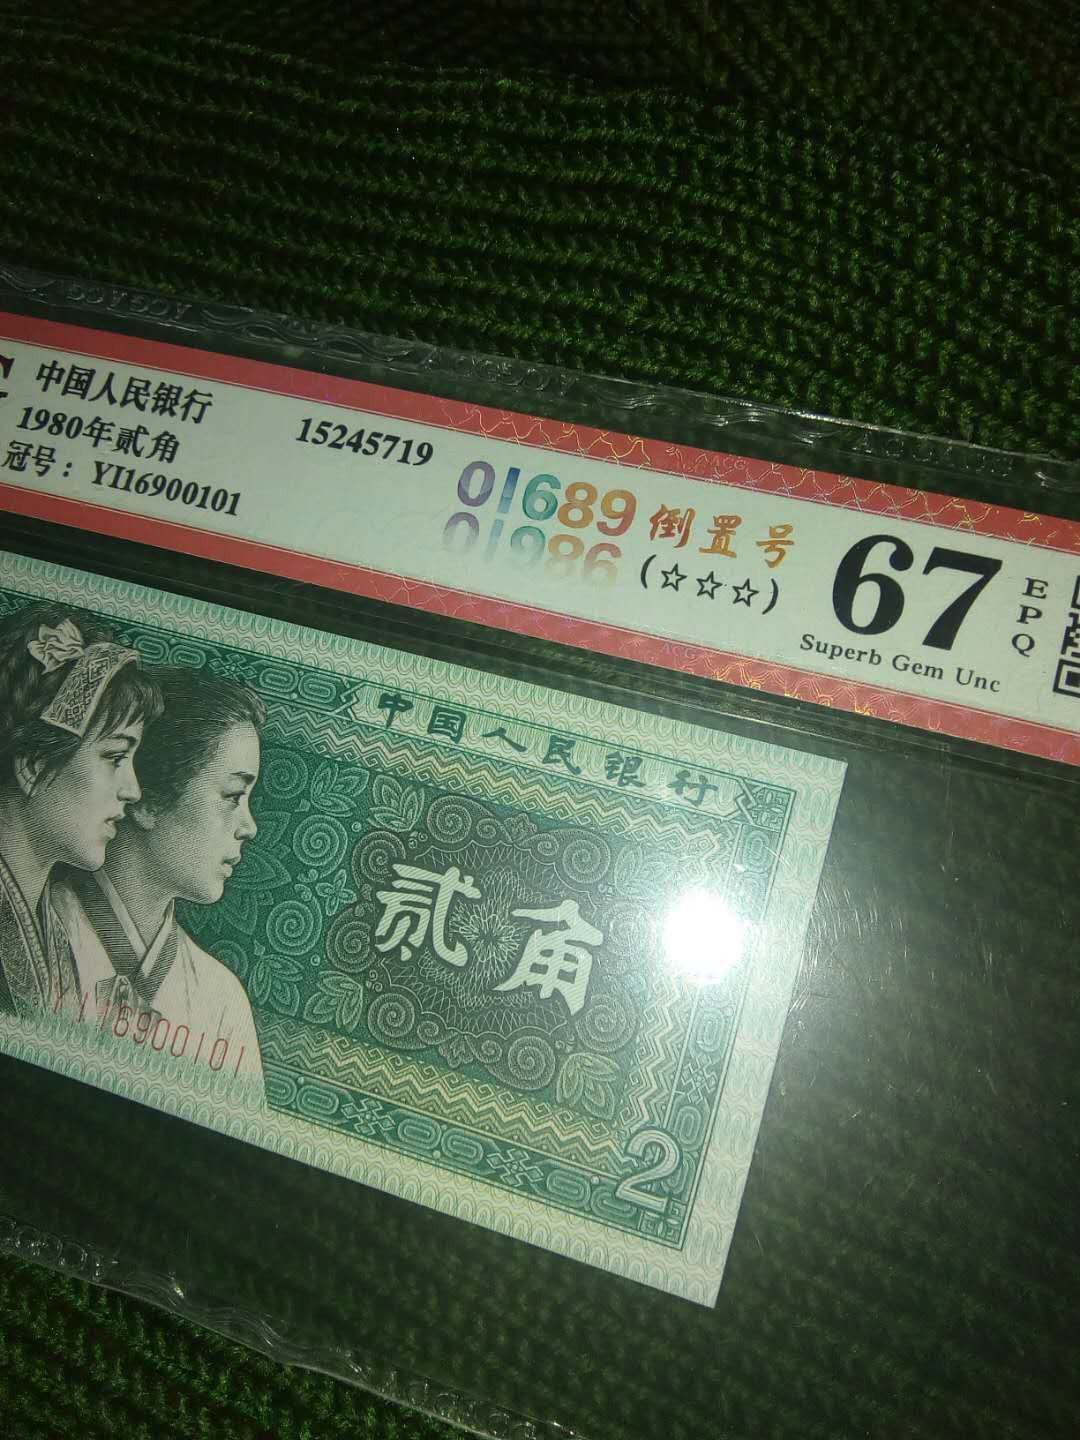 中国人民银行
1980年贰角
冠号：YI16900101
15245719
01689
01986
倒置号
(☆☆☆)
67
EPQ
Superb Gem Unc
中国人民银行
贰角
YI16900101
2